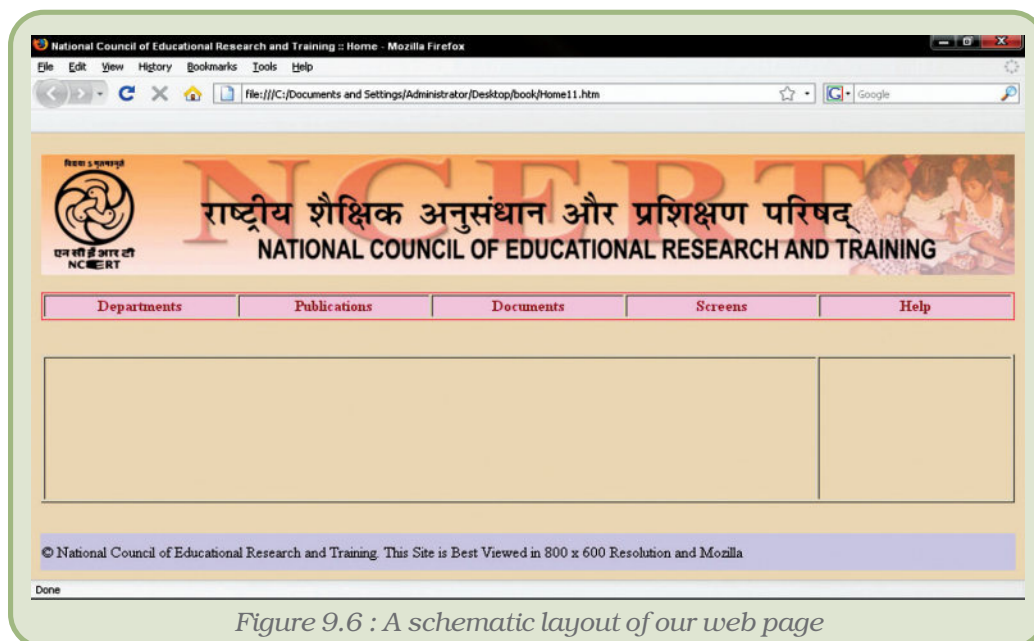 National Council of Educational Research and Training :: Home - Mozilla Firefox
File Edit View History Bookmarks Tools Help
file:///C:/Documents and Settings/Administrator/Desktop/book/Home11.htm
G Google
NCERT
विद्यया ऽ मृतमश्नुते
एन सी ई आर टी
NCERT
राष्ट्रीय शैक्षिक अनुसंधान और प्रशिक्षण परिषद्
NATIONAL COUNCIL OF EDUCATIONAL RESEARCH AND TRAINING
Departments Publications Documents Screens Help
© National Council of Educational Research and Training. This Site is Best Viewed in 800 x 600 Resolution and Mozilla
Done
Figure 9.6 : A schematic layout of our web page